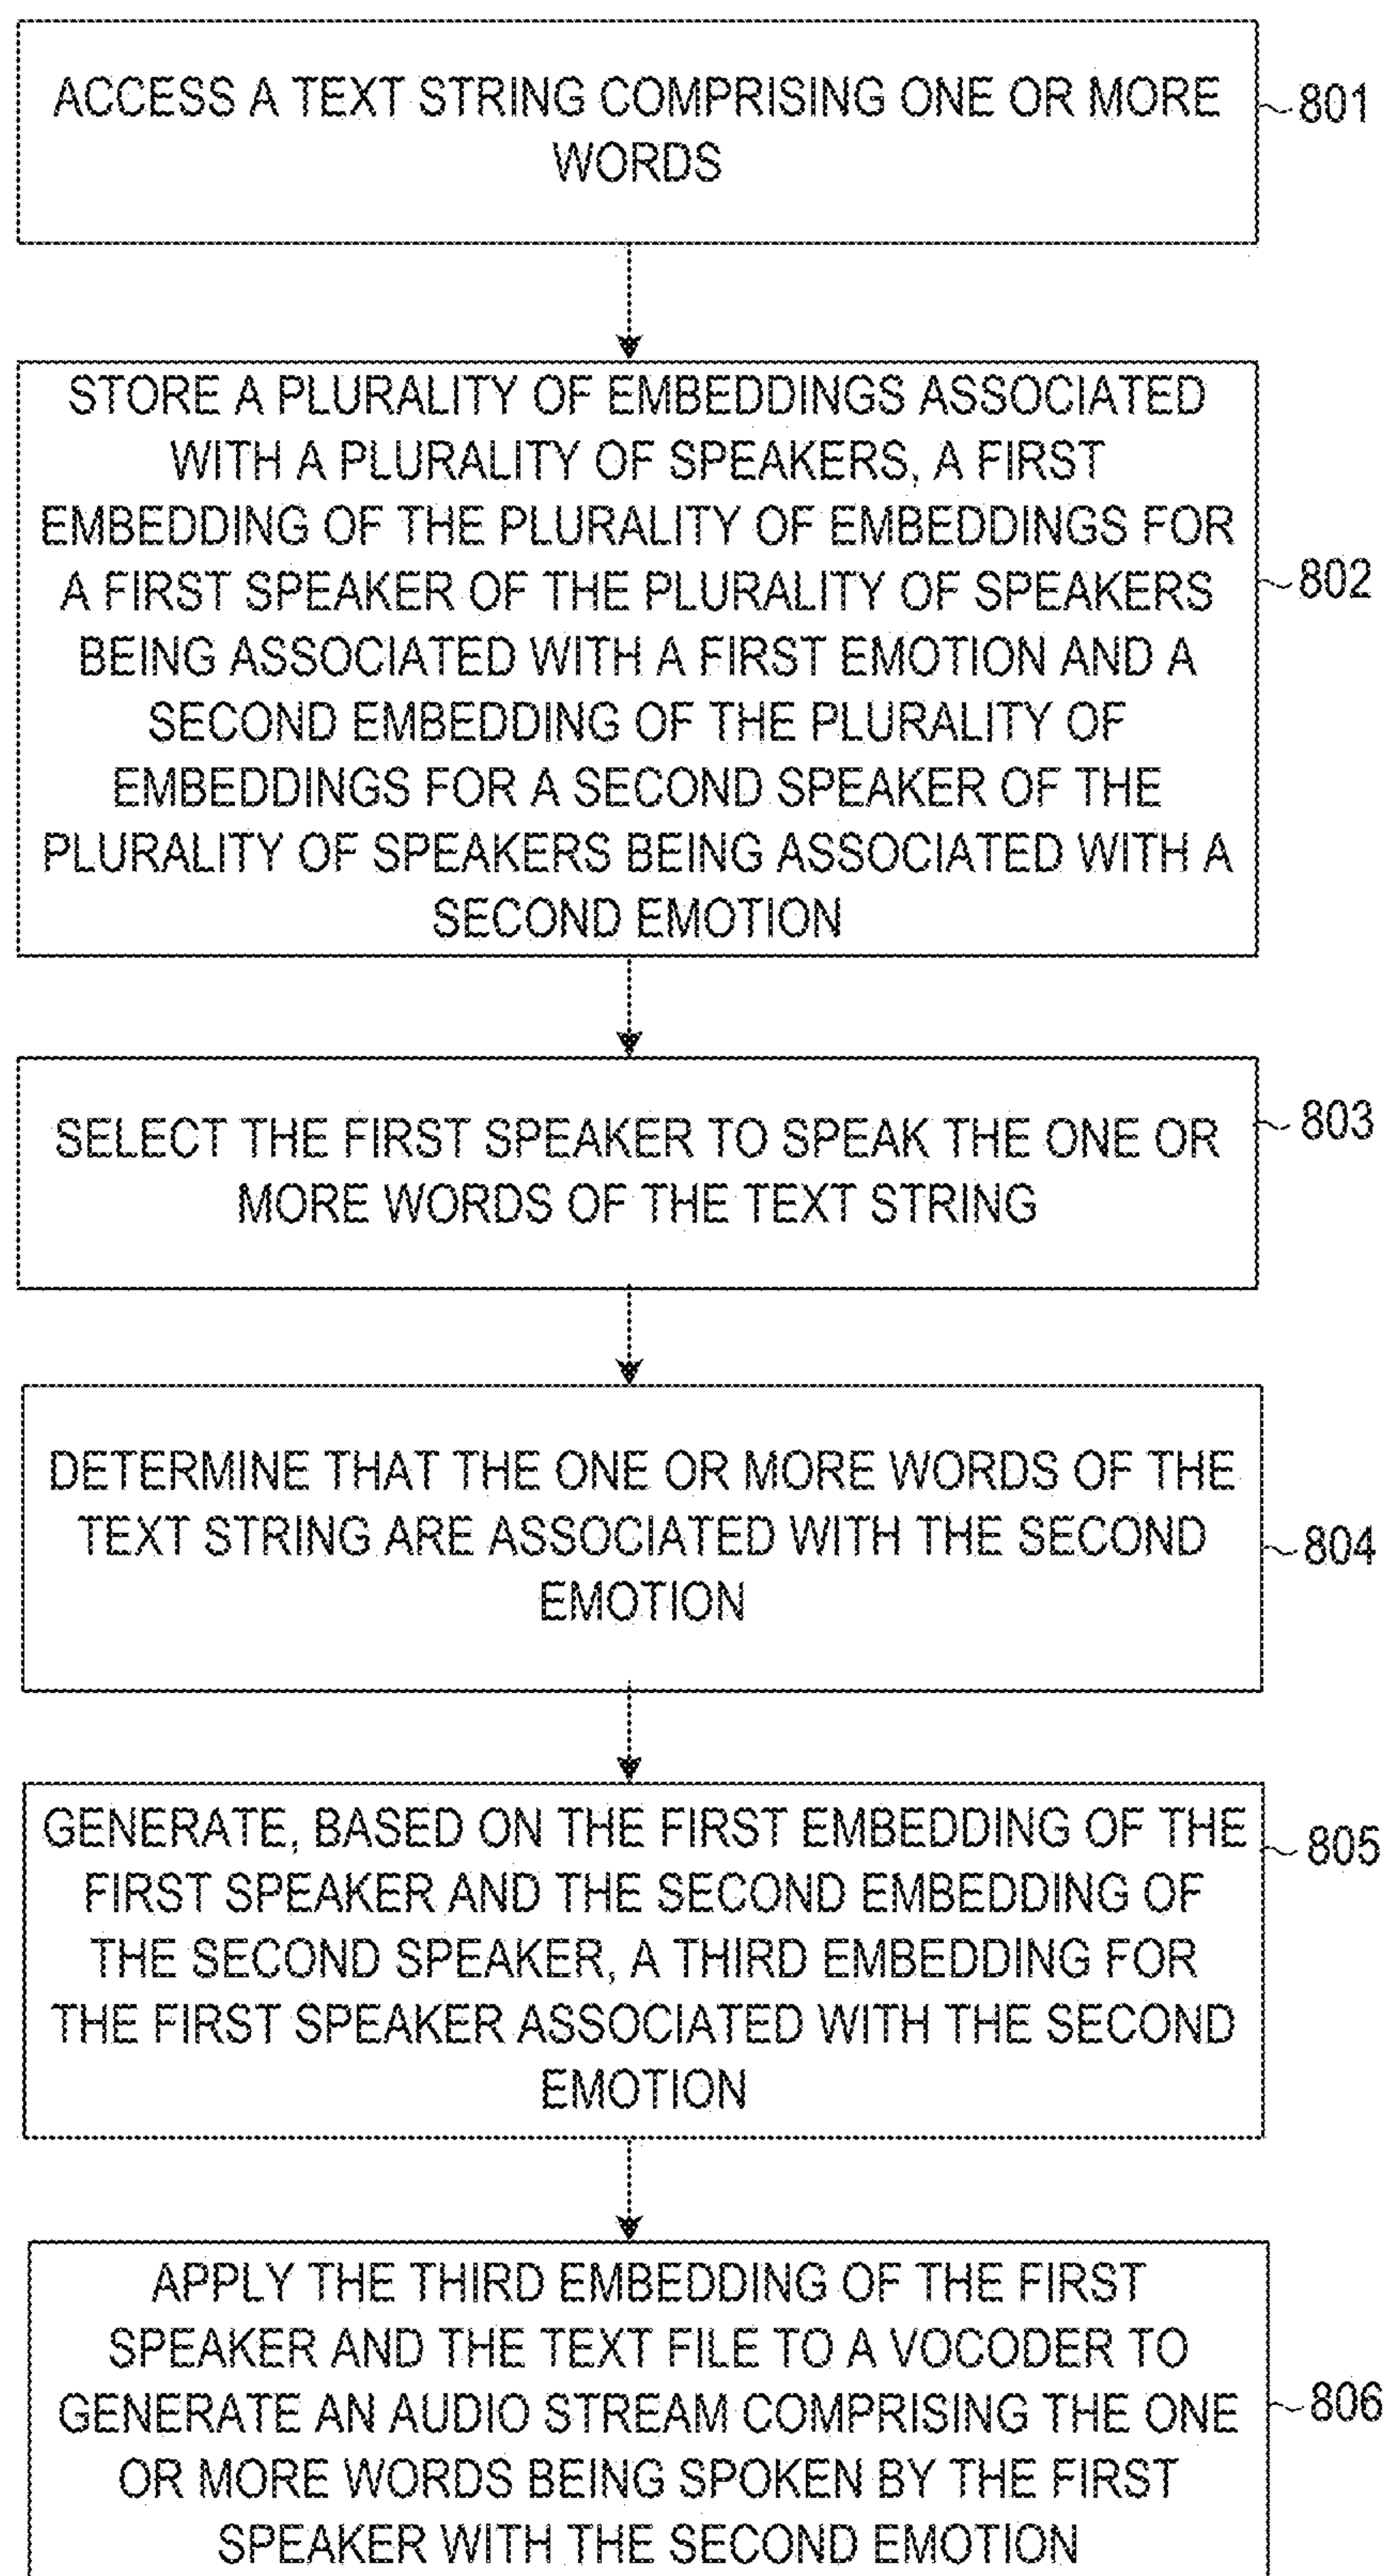 ACCESS A TEXT STRING COMPRISING ONE OR MORE
WORDS
801
STORE A PLURALITY OF EMBEDDINGS ASSOCIATED
WITH A PLURALITY OF SPEAKERS, A FIRST
EMBEDDING OF THE PLURALITY OF EMBEDDINGS FOR
A FIRST SPEAKER OF THE PLURALITY OF SPEAKERS
BEING ASSOCIATED WITH A FIRST EMOTION AND A
SECOND EMBEDDING OF THE PLURALITY OF
EMBEDDINGS FOR A SECOND SPEAKER OF THE
PLURALITY OF SPEAKERS BEING ASSOCIATED WITH A
SECOND EMOTION
802
SELECT THE FIRST SPEAKER TO SPEAK THE ONE OR
MORE WORDS OF THE TEXT STRING
803
DETERMINE THAT THE ONE OR MORE WORDS OF THE
TEXT STRING ARE ASSOCIATED WITH THE SECOND
EMOTION
804
GENERATE, BASED ON THE FIRST EMBEDDING OF THE
FIRST SPEAKER AND THE SECOND EMBEDDING OF
THE SECOND SPEAKER, A THIRD EMBEDDING FOR
THE FIRST SPEAKER ASSOCIATED WITH THE SECOND
EMOTION
805
APPLY THE THIRD EMBEDDING OF THE FIRST
SPEAKER AND THE TEXT FILE TO A VOCODER TO
GENERATE AN AUDIO STREAM COMPRISING THE ONE
OR MORE WORDS BEING SPOKEN BY THE FIRST
SPEAKER WITH THE SECOND EMOTION
806